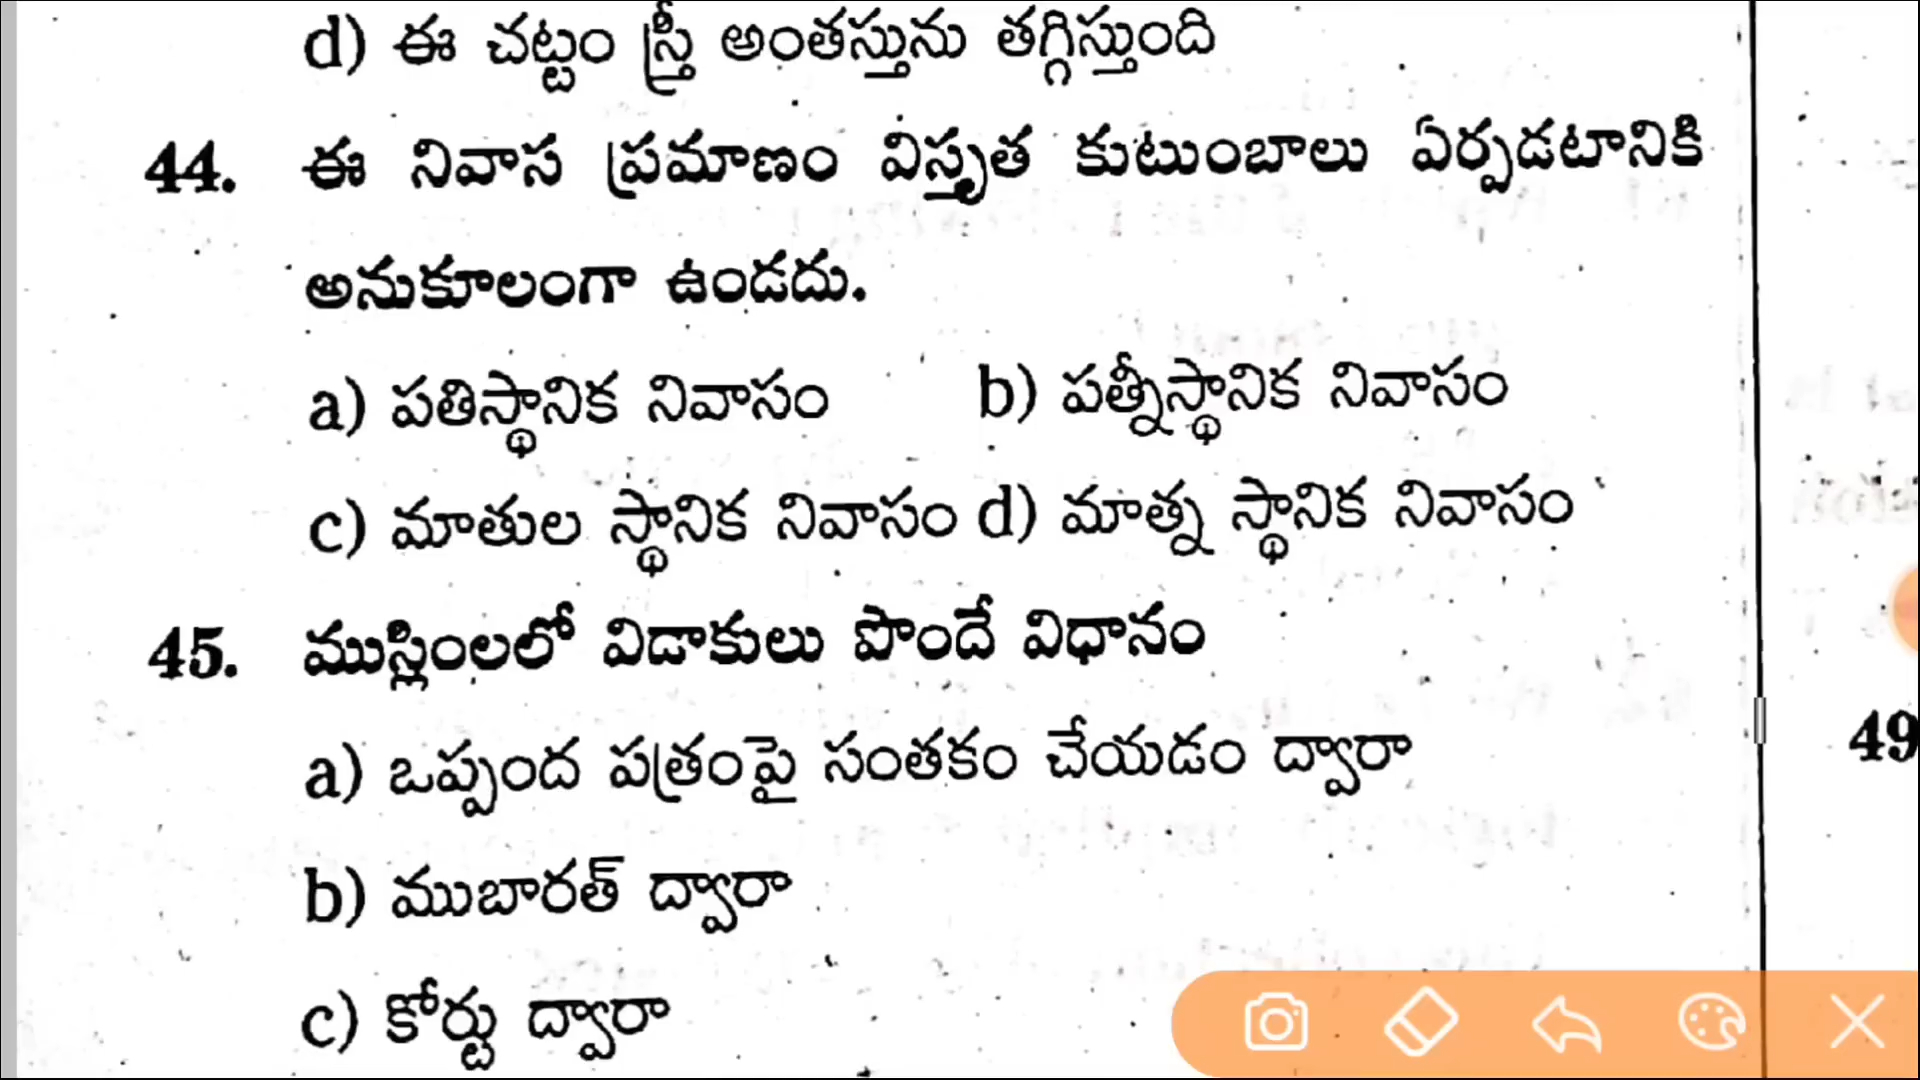 d) ఈ చట్టం స్త్రీ అంతస్తును తగ్గిస్తుంది
44. ఈ నివాస ప్రమాణం విస్తృత కుటుంబాలు ఏర్పడటానికి
అనుకూలంగా ఉండదు.
a) పతిస్థానిక నివాసం b) పత్నీస్థానిక నివాసం
c) మాతుల స్థానిక నివాసం d) మాత్న స్థానిక నివాసం
45. ముస్లింలలో విడాకులు పొందే విధానం
a) ఒప్పంద పత్రంపై సంతకం చేయడం ద్వారా
b) ముబారత్ ద్వారా
c) కోర్టు ద్వారా
49